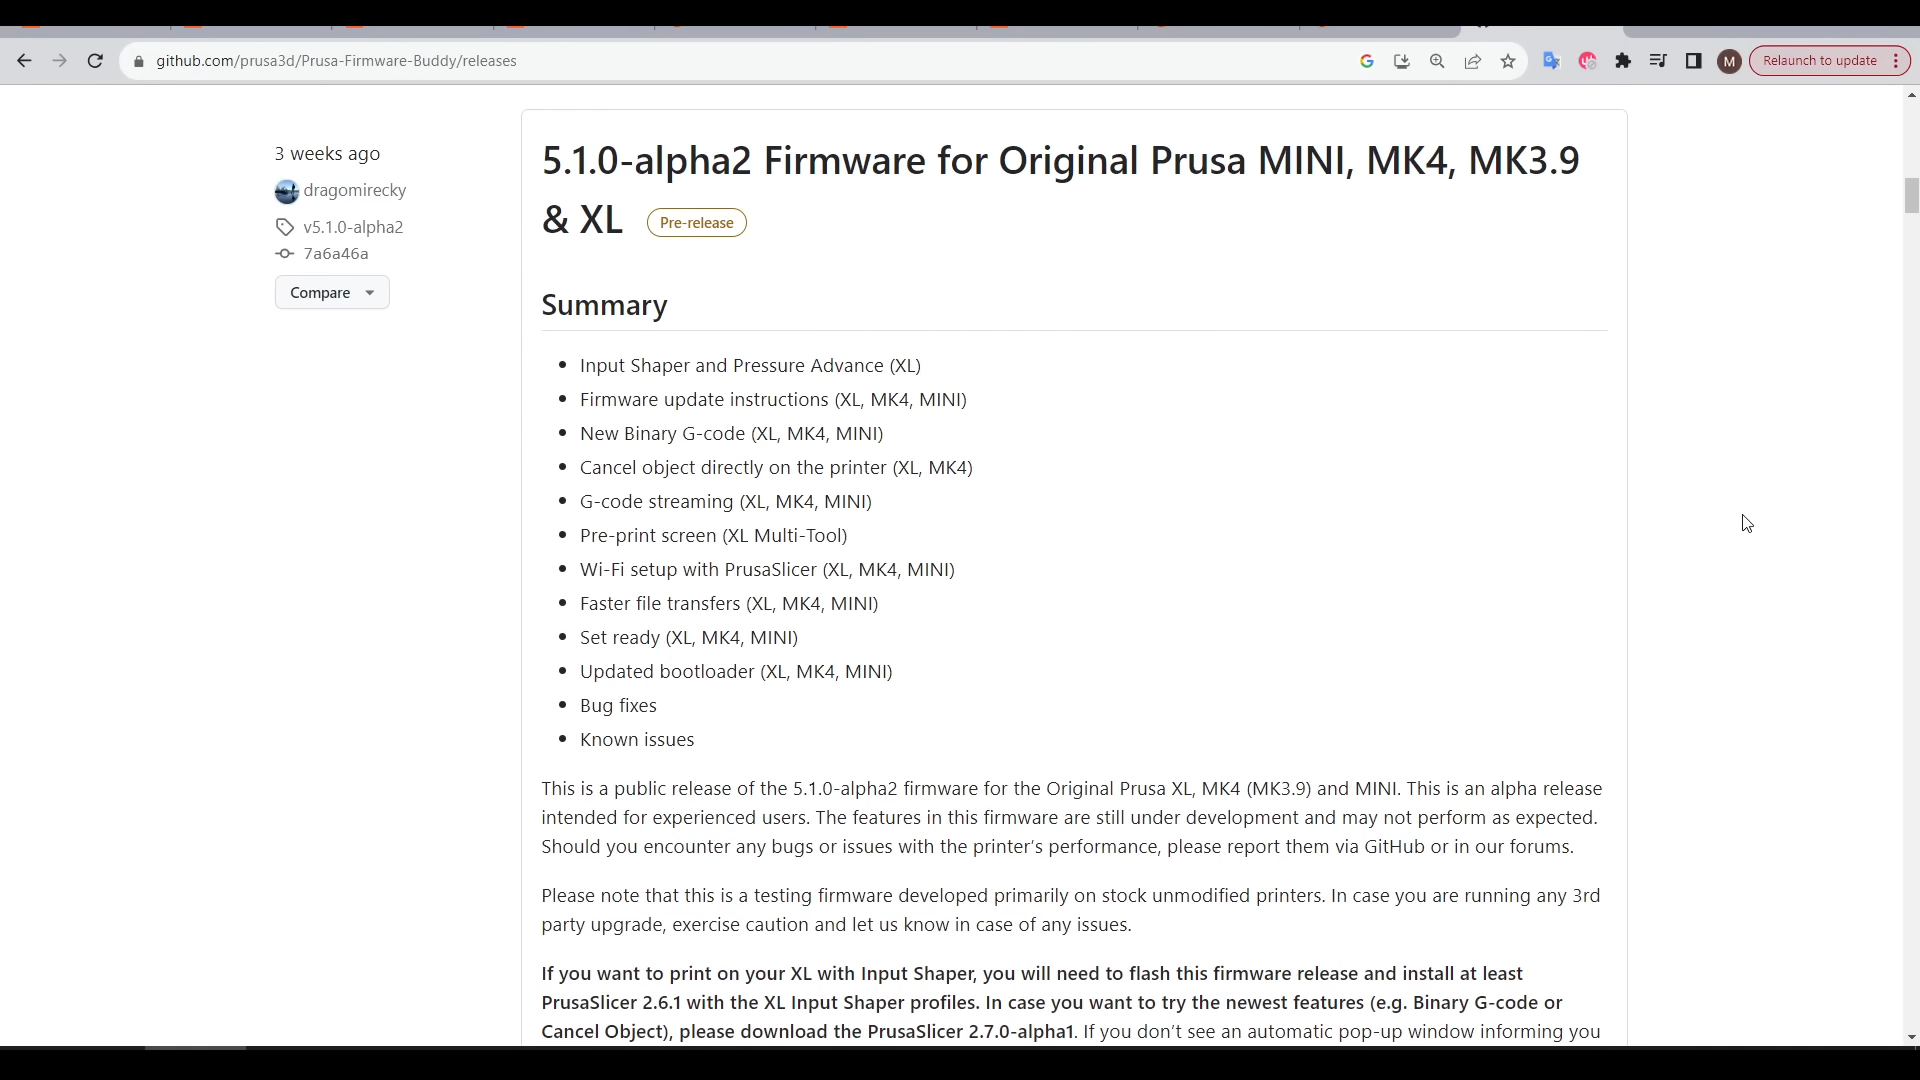 github.com/prusa3d/Prusa-Firmware-Buddy/releases
M
Relaunch to update
3 weeks ago
dragomirecky
v5.1.0-alpha2
7a6a46a
Compare
5.1.0-alpha2 Firmware for Original Prusa MINI, MK4, MK3.9
& XL Pre-release
Summary
Input Shaper and Pressure Advance (XL)
Firmware update instructions (XL, MK4, MINI)
New Binary G-code (XL, MK4, MINI)
Cancel object directly on the printer (XL, MK4)
G-code streaming (XL, MK4, MINI)
Pre-print screen (XL Multi-Tool)
Wi-Fi setup with PrusaSlicer (XL, MK4, MINI)
Faster file transfers (XL, MK4, MINI)
Set ready (XL, MK4, MINI)
Updated bootloader (XL, MK4, MINI)
Bug fixes
Known issues
This is a public release of the 5.1.0-alpha2 firmware for the Original Prusa XL, MK4 (MK3.9) and MINI. This is an alpha release
intended for experienced users. The features in this firmware are still under development and may not perform as expected.
Should you encounter any bugs or issues with the printer's performance, please report them via GitHub or in our forums.
Please note that this is a testing firmware developed primarily on stock unmodified printers. In case you are running any 3rd
party upgrade, exercise caution and let us know in case of any issues.
If you want to print on your XL with Input Shaper, you will need to flash this firmware release and install at least
PrusaSlicer 2.6.1 with the XL Input Shaper profiles. In case you want to try the newest features (e.g. Binary G-code or
Cancel Object), please download the PrusaSlicer 2.7.0-alpha1. If you don't see an automatic pop-up window informing you